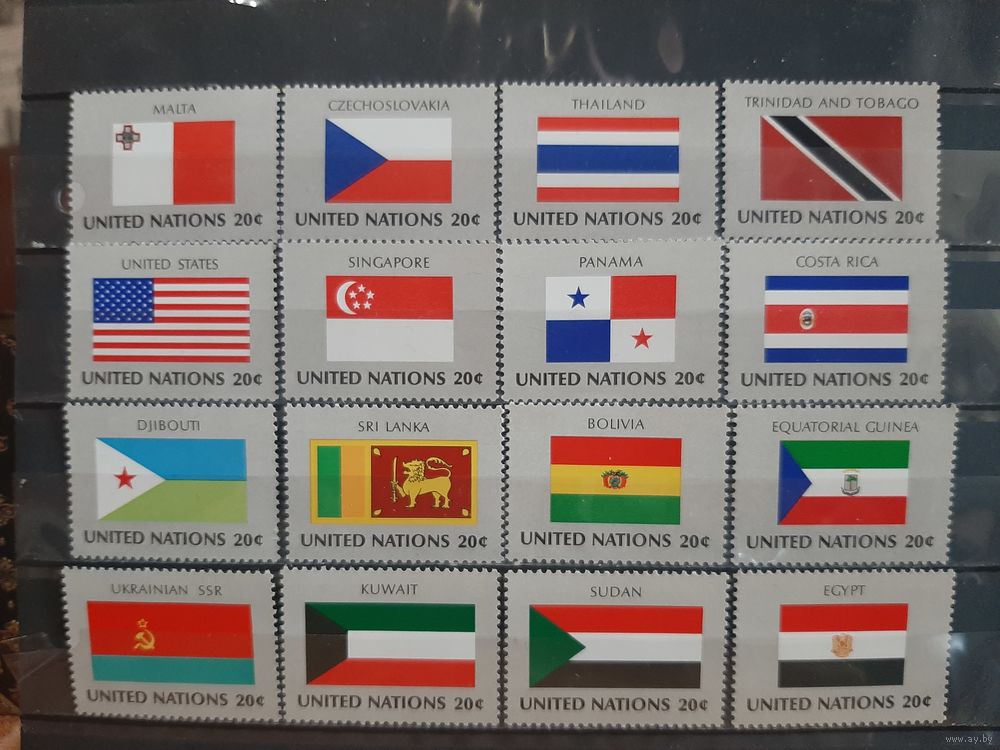 MALTA
UNITED NATIONS 20¢
CZECHOSLOVAKIA
UNITED NATIONS 20¢
THAILAND
UNITED NATIONS 20¢
TRINIDAD AND TOBAGO
UNITED NATIONS 20¢
UNITED STATES
UNITED NATIONS 20¢
SINGAPORE
UNITED NATIONS 20¢
PANAMA
UNITED NATIONS 20¢
COSTA RICA
UNITED NATIONS 20¢
DJIBOUTI
UNITED NATIONS 20¢
SRI LANKA
UNITED NATIONS 20¢
BOLIVIA
UNITED NATIONS 20¢
EQUATORIAL GUINEA
UNITED NATIONS 20¢
UKRAINIAN SSR
UNITED NATIONS 20¢
KUWAIT
UNITED NATIONS 20¢
SUDAN
UNITED NATIONS 20¢
EGYPT
UNITED NATIONS 20¢
www.ay.by